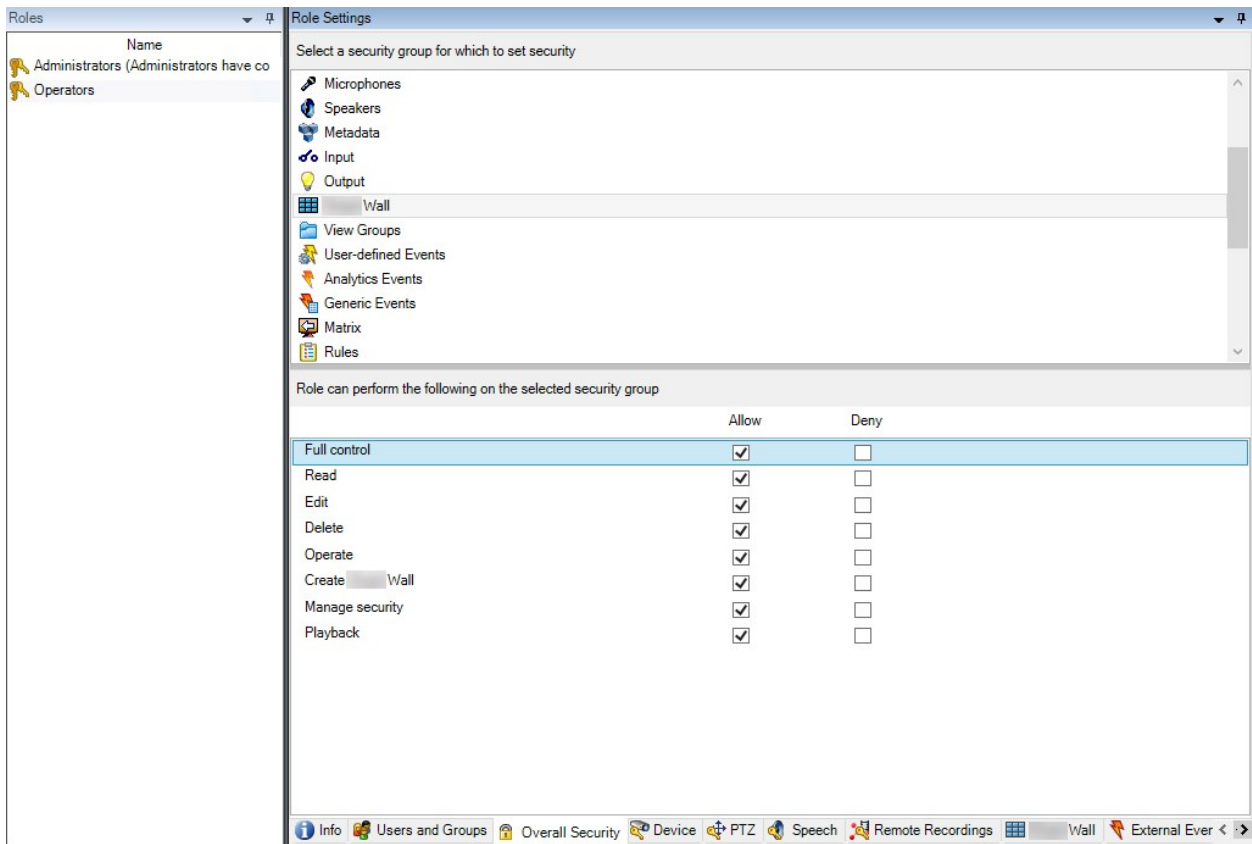 Roles
Name
Administrators (Administrators have co
Operators
Role Settings
Select a security group for which to set security
Microphones
Speakers
Metadata
Input
Output
Wall
View Groups
User-defined Events
Analytics Events
Generic Events
Matrix
Rules
Role can perform the following on the selected security group
Allow Deny
Full control
Read
Edit
Delete
Operate
Create Wall
Manage security
Playback
Info Users and Groups Overall Security Device PTZ Speech Remote Recordings Wall External Ever